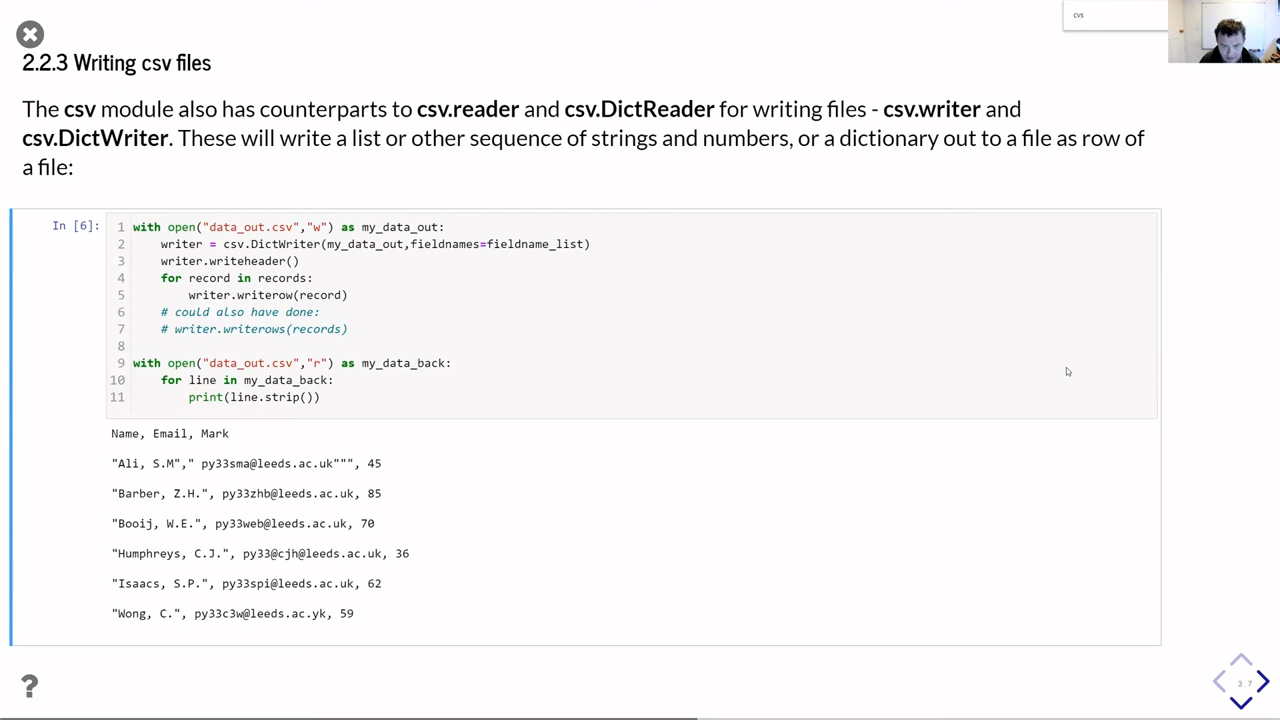 cvs
2.2.3 Writing csv files
The csv module also has counterparts to csv.reader and csv.DictReader for writing files - csv.writer and
csv.DictWriter. These will write a list or other sequence of strings and numbers, or a dictionary out to a file as row of
a file:
In [6]:
1 with open("data_out.csv","w") as my_data_out:
2     writer = csv.DictWriter(my_data_out,fieldnames=fieldname_list)
3     writer.writeheader()
4     for record in records:
5         writer.writerow(record)
6     # could also have done:
7     # writer.writerows(records)
8
9 with open("data_out.csv","r") as my_data_back:
10     for line in my_data_back:
11         print(line.strip())
Name, Email, Mark
"Ali, S.M"," py33sma@leeds.ac.uk""", 45
"Barber, Z.H.", py33zhb@leeds.ac.uk, 85
"Booij, W.E.", py33web@leeds.ac.uk, 70
"Humphreys, C.J.", py33@cjh@leeds.ac.uk, 36
"Isaacs, S.P.", py33spi@leeds.ac.uk, 62
"Wong, C.", py33c3w@leeds.ac.yk, 59
?
3.7